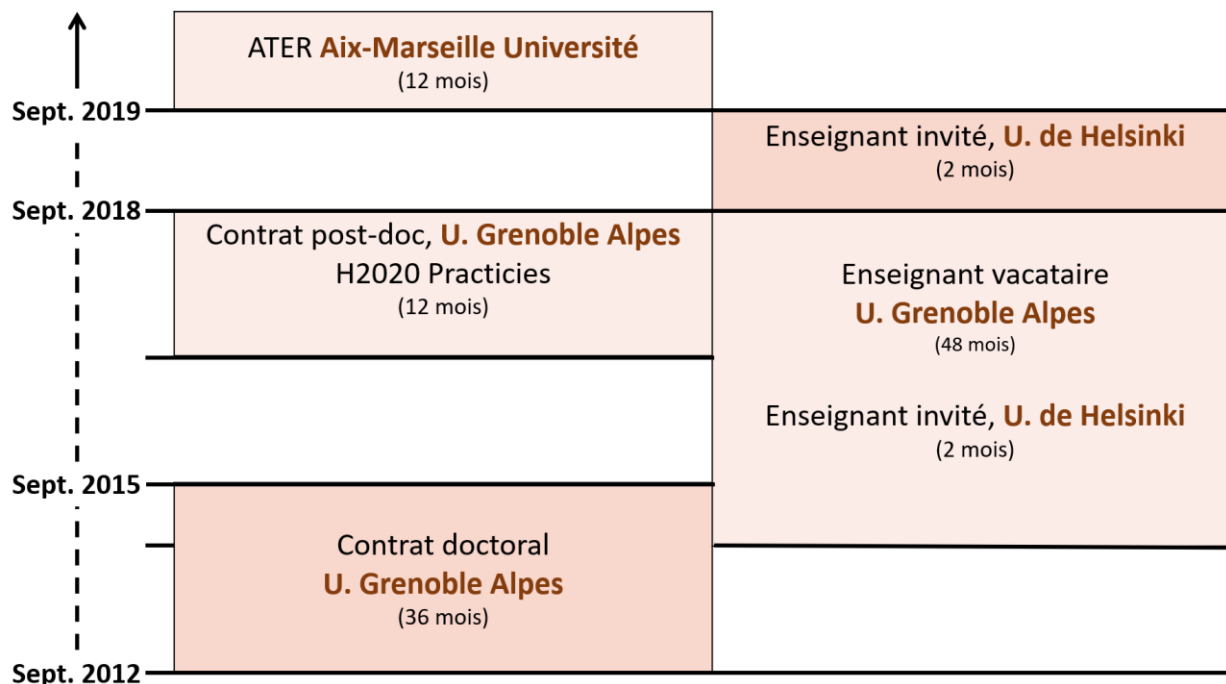 ATER Aix-Marseille Université
(12 mois)
Sept. 2019
Enseignant invité, U. de Helsinki
(2 mois)
Sept. 2018
Contrat post-doc, U. Grenoble Alpes
H2020 Practicies
(12 mois)
Enseignant vacataire
U. Grenoble Alpes
(48 mois)
Enseignant invité, U. de Helsinki
(2 mois)
Sept. 2015
Contrat doctoral
U. Grenoble Alpes
(36 mois)
Sept. 2012